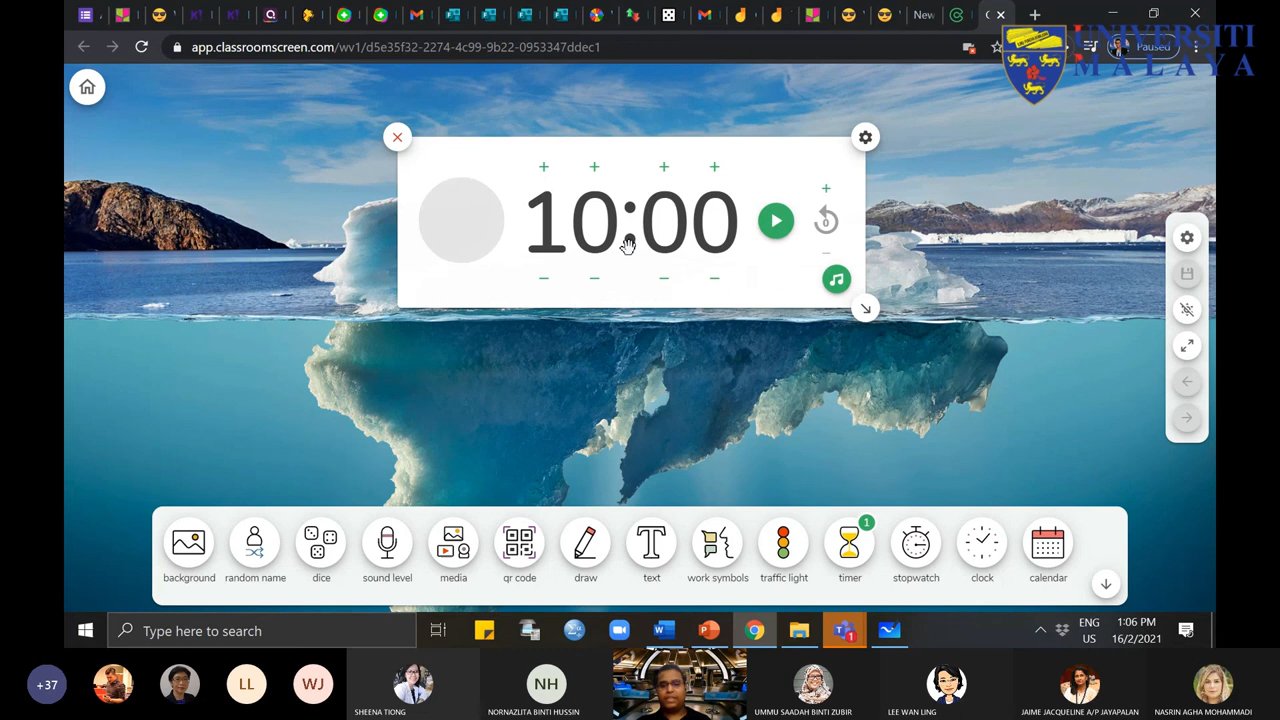 New
app.classroomscreen.com/wv1/d5e35f32-2274-4c99-9b22-0953347ddec1
Paused
UNIVERSITI
MALAYA
10:00
0
1
background
random name
dice
sound level
media
qr code
draw
text
work symbols
traffic light
timer
stopwatch
clock
calendar
Type here to search
1
ENG
US
1:06 PM
16/2/2021
+37
LL
WJ
NH
SHEENA TIONG
NORNAZLITA BINTI HUSSIN
UMMU SAADAH BINTI ZUBIR
LEE WAN LING
JAIME JACQUELINE A/P JAYAPALAN
NASRIN AGHA MOHAMMADI